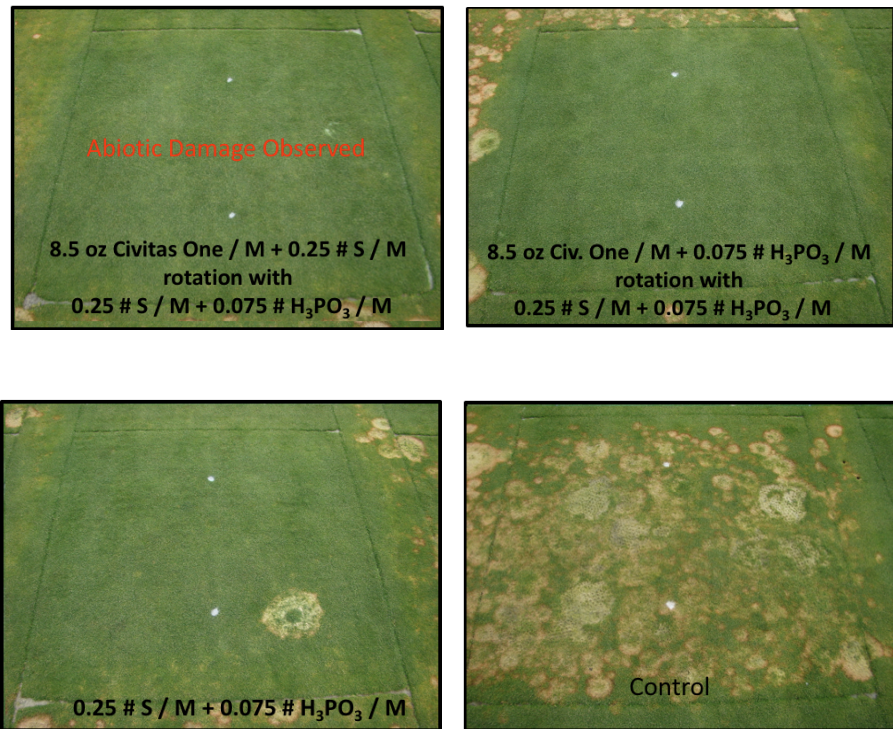 Abiotic Damage Observed
8.5 oz Civitas One / M + 0.25 # S / M
rotation with
0.25 # S / M + 0.075 # H₃PO₃ / M
8.5 oz Civ. One / M + 0.075 # H₃PO₃ / M
rotation with
0.25 # S / M + 0.075 # H₃PO₃ / M
0.25 # S / M + 0.075 # H₃PO₃ / M
Control